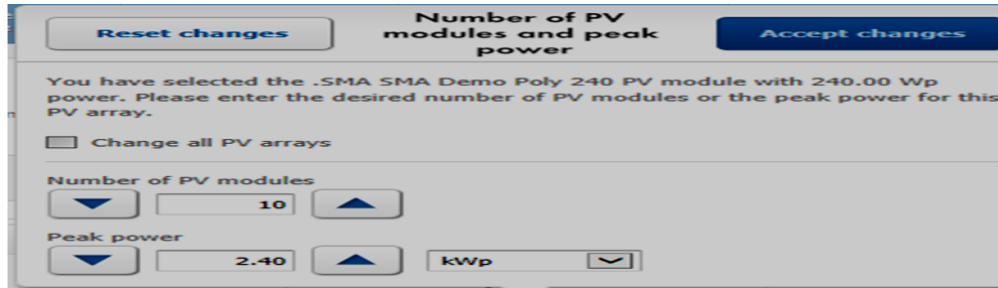 Reset changes
Number of PV
modules and peak
power
Accept changes
You have selected the .SMA SMA Demo Poly 240 PV module with 240.00 Wp
power. Please enter the desired number of PV modules or the peak power for this
PV array.
Change all PV arrays
Number of PV modules
10
Peak power
2.40 kWp